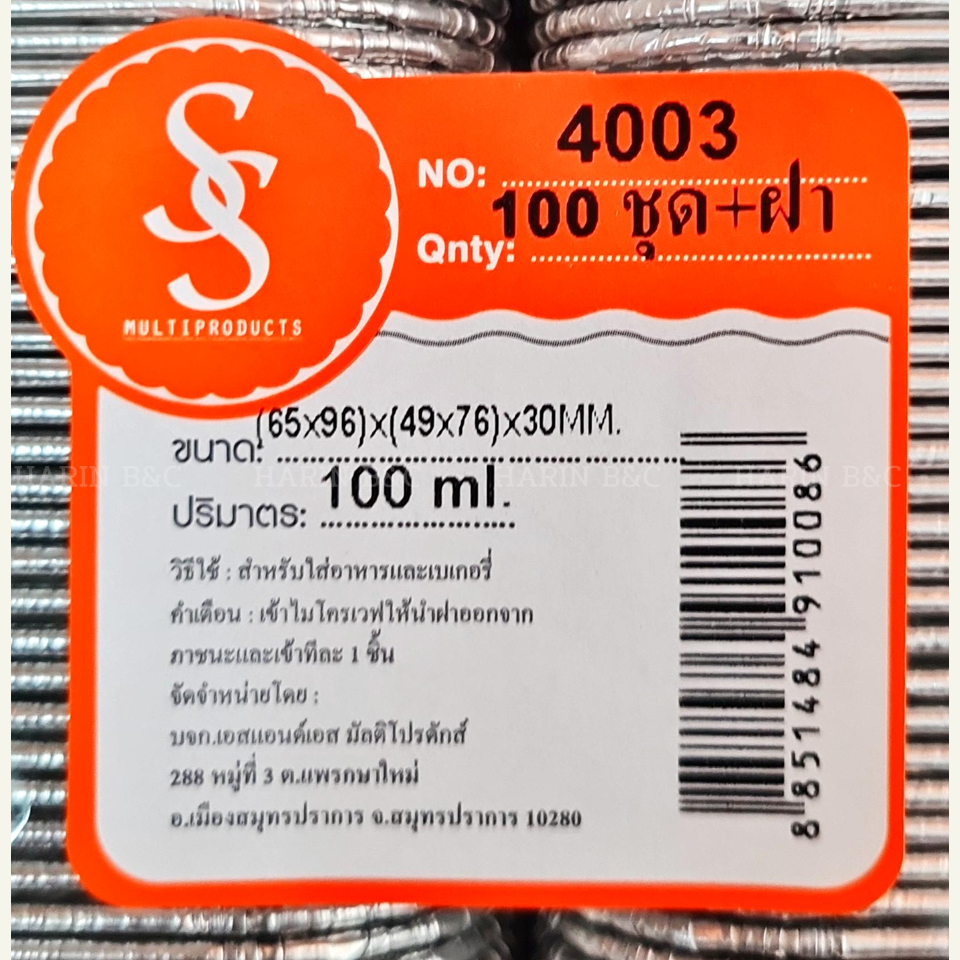 SS
MULTIPRODUCTS
NO: 4003
Qnty: 100 ชุด+ฝา
ขนาด: (65x96)x(49x76)x30MM.
HARIN B&C HARIN B&C HARIN B&C HARIN B&C
ปริมาตร: 100 ml.
วิธีใช้ : สำหรับใส่อาหารและเบเกอรี่
คำเตือน : เข้าไมโครเวฟให้นำฝาออกจาก
ภาชนะและเข้าทีละ 1 ชิ้น
จัดจำหน่ายโดย :
บจก.เอสแอนด์เอส มัลติโปรดักส์
288 หมู่ที่ 3 ต.แพรกษาใหม่
อ.เมืองสมุทรปราการ จ.สมุทรปราการ 10280
8851484910086